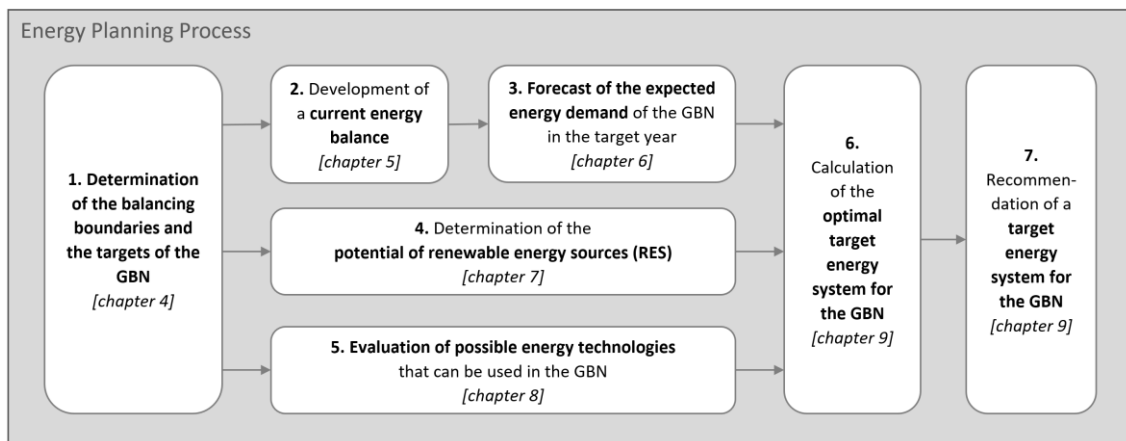 Energy Planning Process
1. Determination
of the balancing
boundaries and
the targets of the
GBN
[chapter 4]
2. Development of
a current energy
balance
[chapter 5]
3. Forecast of the expected
energy demand of the GBN
in the target year
[chapter 6]
4. Determination of the
potential of renewable energy sources (RES)
[chapter 7]
5. Evaluation of possible energy technologies
that can be used in the GBN
[chapter 8]
6.
Calculation
of the
optimal
target
energy
system for
the GBN
[chapter 9]
7.
Recommen-
dation of a
target
energy
system for
the GBN
[chapter 9]